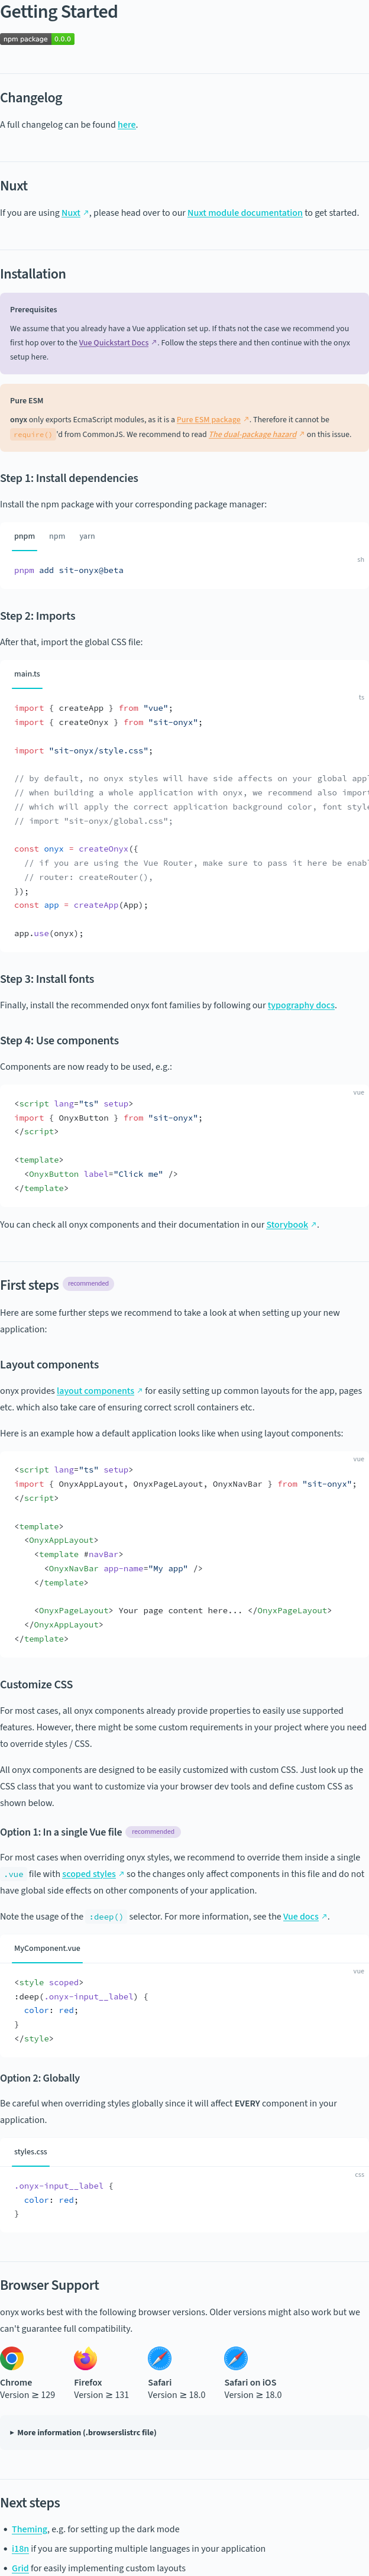 Getting Started
npm package 0.0.0
Changelog
A full changelog can be found here.
Nuxt
If you are using Nuxt ↗, please head over to our Nuxt module documentation to get started.
Installation
Prerequisites
We assume that you already have a Vue application set up. If thats not the case we recommend you
first hop over to the Vue Quickstart Docs ↗. Follow the steps there and then continue with the onyx
setup here.
Pure ESM
onyx only exports EcmaScript modules, as it is a Pure ESM package ↗. Therefore it cannot be
require() 'd from CommonJS. We recommend to read The dual-package hazard ↗ on this issue.
Step 1: Install dependencies
Install the npm package with your corresponding package manager:
pnpm npm yarn
sh
pnpm add sit-onyx@beta
Step 2: Imports
After that, import the global CSS file:
main.ts
ts
import { createApp } from "vue";
import { createOnyx } from "sit-onyx";
import "sit-onyx/style.css";
// by default, no onyx styles will have side affects on your global appl
// when building a whole application with onyx, we recommend also import
// which will apply the correct application background color, font style
// import "sit-onyx/global.css";
const onyx = createOnyx({
// if you are using the Vue Router, make sure to pass it here be enabl
// router: createRouter(),
});
const app = createApp(App);
app.use(onyx);
Step 3: Install fonts
Finally, install the recommended onyx font families by following our typography docs.
Step 4: Use components
Components are now ready to be used, e.g.:
vue
<script lang="ts" setup>
import { OnyxButton } from "sit-onyx";
</script>
<template>
<OnyxButton label="Click me" />
</template>
You can check all onyx components and their documentation in our Storybook ↗.
First steps recommended
Here are some further steps we recommend to take a look at when setting up your new
application:
Layout components
onyx provides layout components ↗ for easily setting up common layouts for the app, pages
etc. which also take care of ensuring correct scroll containers etc.
Here is an example how a default application looks like when using layout components:
vue
<script lang="ts" setup>
import { OnyxAppLayout, OnyxPageLayout, OnyxNavBar } from "sit-onyx";
</script>
<template>
<OnyxAppLayout>
<template #navBar>
<OnyxNavBar app-name="My app" />
</template>
<OnyxPageLayout> Your page content here... </OnyxPageLayout>
</OnyxAppLayout>
</template>
Customize CSS
For most cases, all onyx components already provide properties to easily use supported
features. However, there might be some custom requirements in your project where you need
to override styles / CSS.
All onyx components are designed to be easily customized with custom CSS. Just look up the
CSS class that you want to customize via your browser dev tools and define custom CSS as
shown below.
Option 1: In a single Vue file recommended
For most cases when overriding onyx styles, we recommend to override them inside a single
.vue file with scoped styles ↗ so the changes only affect components in this file and do not
have global side effects on other components of your application.
Note the usage of the :deep() selector. For more information, see the Vue docs ↗.
MyComponent.vue
vue
<style scoped>
:deep(.onyx-input__label) {
color: red;
}
</style>
Option 2: Globally
Be careful when overriding styles globally since it will affect EVERY component in your
application.
styles.css
css
.onyx-input__label {
color: red;
}
Browser Support
onyx works best with the following browser versions. Older versions might also work but we
can't guarantee full compatibility.
Chrome Firefox Safari Safari on iOS
Version ≥ 129 Version ≥ 131 Version ≥ 18.0 Version ≥ 18.0
▸ More information (.browserslistrc file)
Next steps
• Theming, e.g. for setting up the dark mode
• i18n if you are supporting multiple languages in your application
• Grid for easily implementing custom layouts